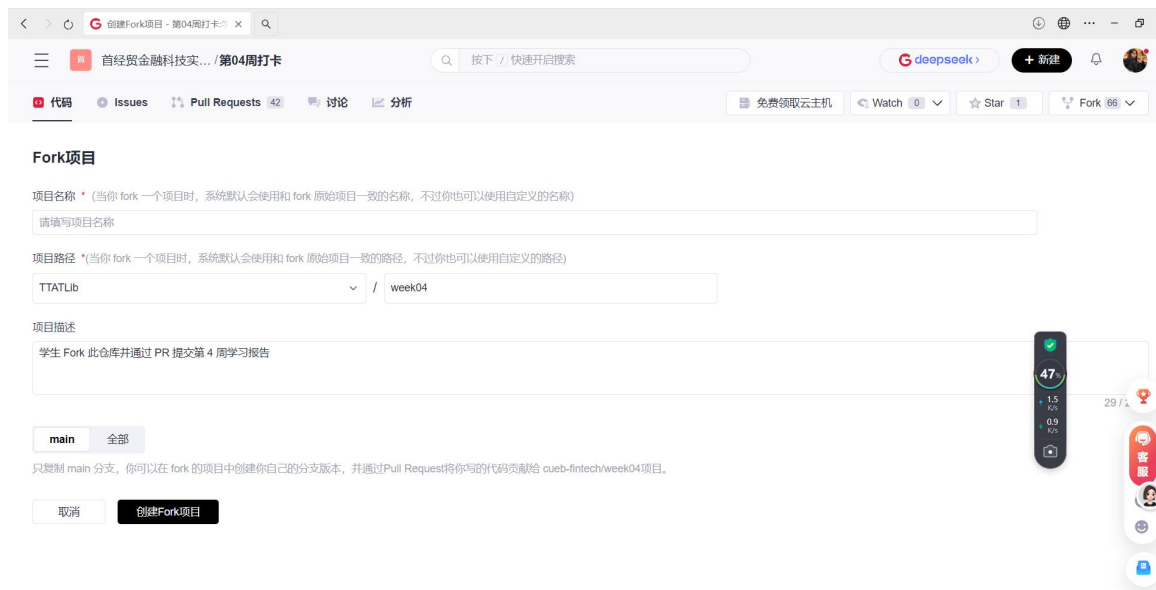 创建Fork项目 - 第04周打卡:
首经贸金融科技实... / 第04周打卡
按下 / 快速开启搜索
deepseek
+ 新建
代码
Issues
Pull Requests 42
讨论
分析
免费领取云主机
Watch 0
Star 1
Fork 66
Fork项目
项目名称 * (当你 fork 一个项目时，系统默认会使用和 fork 原始项目一致的名称，不过你也可以使用自定义的名称)
请填写项目名称
项目路径 *(当你 fork 一个项目时，系统默认会使用和 fork 原始项目一致的路径，不过你也可以使用自定义的路径)
TTATLib / week04
项目描述
学生 Fork 此仓库并通过 PR 提交第 4 周学习报告
47%
1.5
K/s
0.9
K/s
29 /
main 全部
只复制 main 分支，你可以在 fork 的项目中创建你自己的分支版本，并通过Pull Request将你写的代码贡献给 cueb-fintech/week04项目。
取消 创建Fork项目
客服